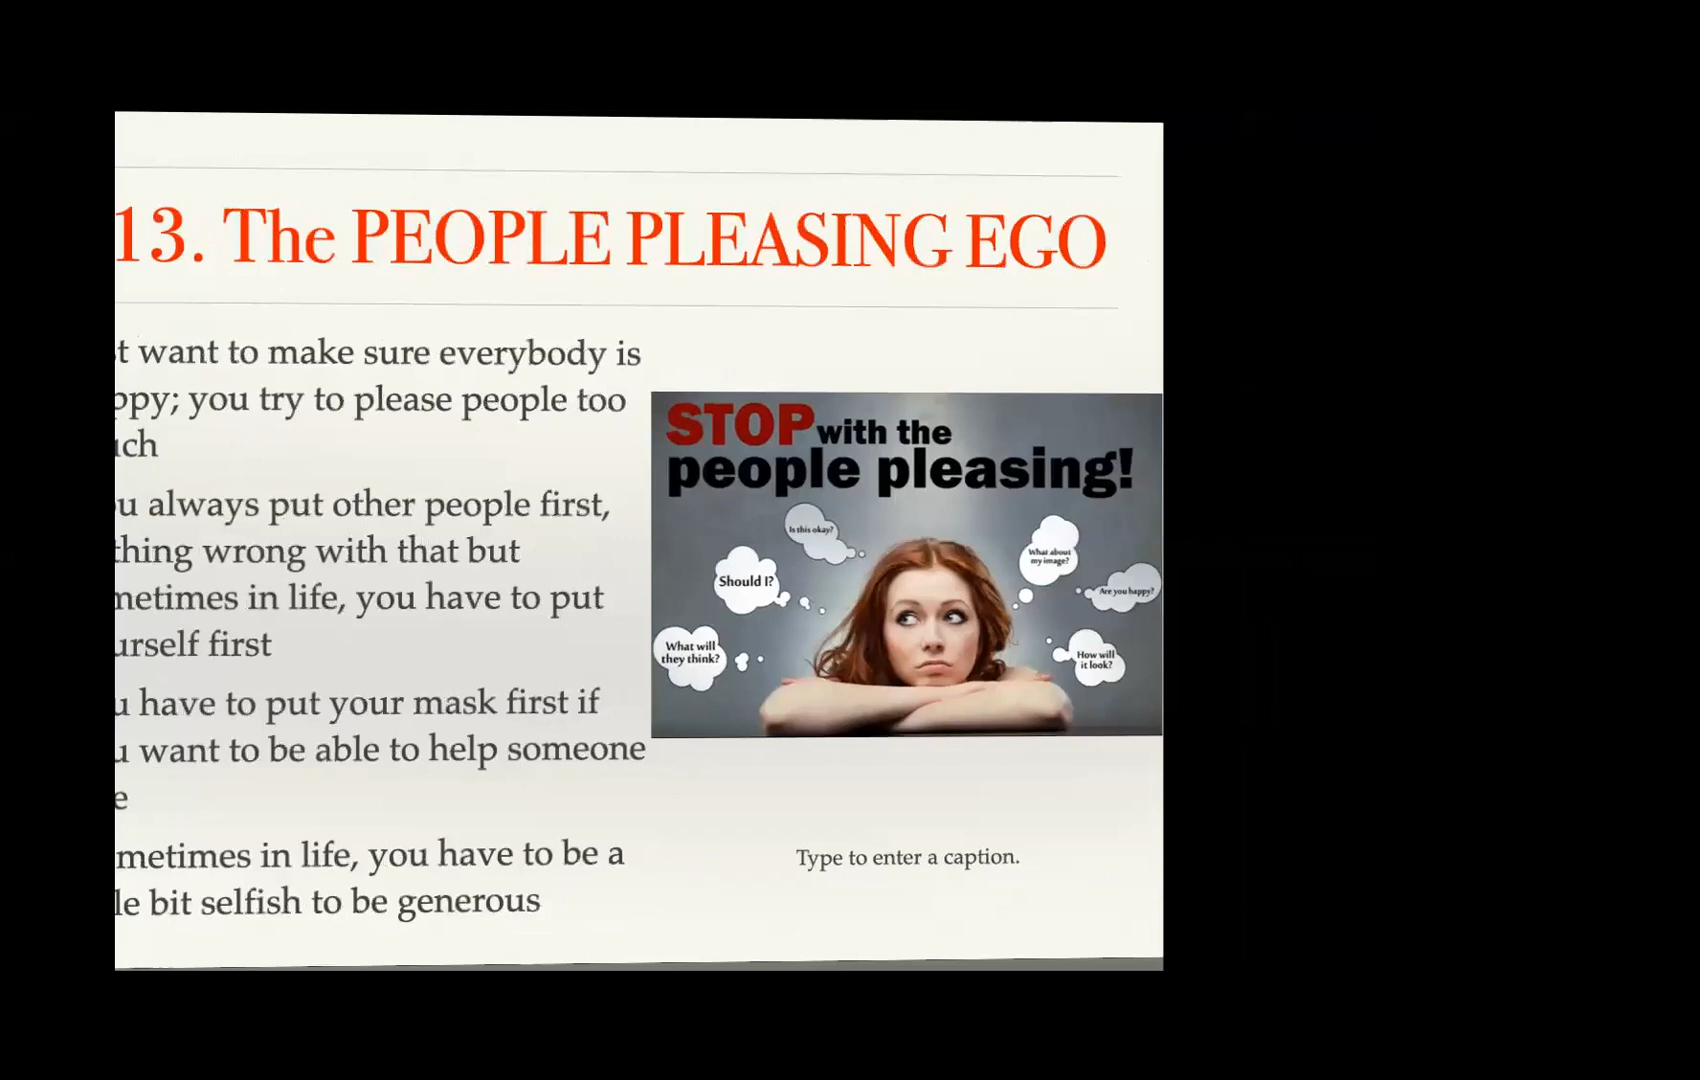 13. The PEOPLE PLEASING EGO
t want to make sure everybody is
ppy; you try to please people too
uch
u always put other people first,
thing wrong with that but
metimes in life, you have to put
urself first
u have to put your mask first if
u want to be able to help someone
e
metimes in life, you have to be a
le bit selfish to be generous
STOP with the
people pleasing!
Is this okay?
What about
my image?
Should I?
Are you happy?
What will
they think?
How will
it look?
Type to enter a caption.